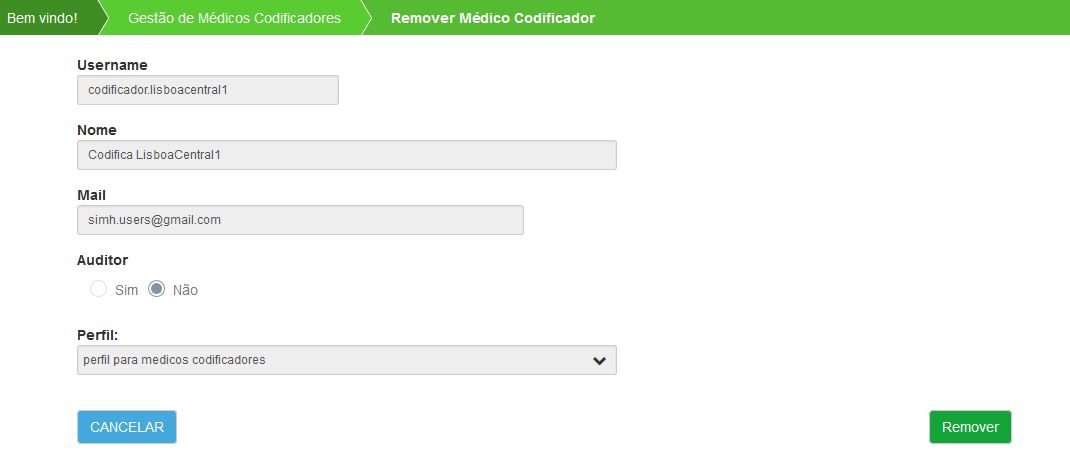 Bem vindo! Gestão de Médicos Codificadores Remover Médico Codificador
Username
codificador.lisboacentral1
Nome
Codifica LisboaCentral1
Mail
simh.users@gmail.com
Auditor
Sim Não
Perfil:
perfil para medicos codificadores
CANCELAR Remover